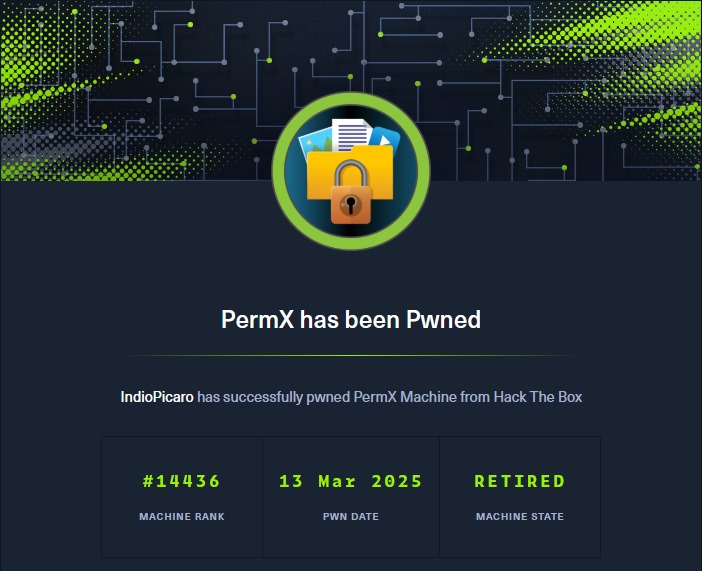 PermX has been Pwned
IndioPicaro has successfully pwned PermX Machine from Hack The Box
#14436
MACHINE RANK
13 Mar 2025
PWN DATE
RETIRED
MACHINE STATE